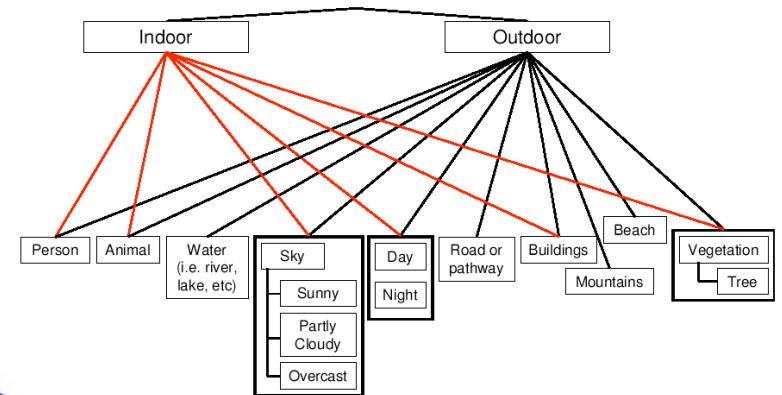 Indoor
Outdoor
Person
Animal
Water
(i.e. river,
lake, etc)
Sky
Sunny
Partly
Cloudy
Overcast
Day
Night
Road or
pathway
Buildings
Mountains
Beach
Vegetation
Tree